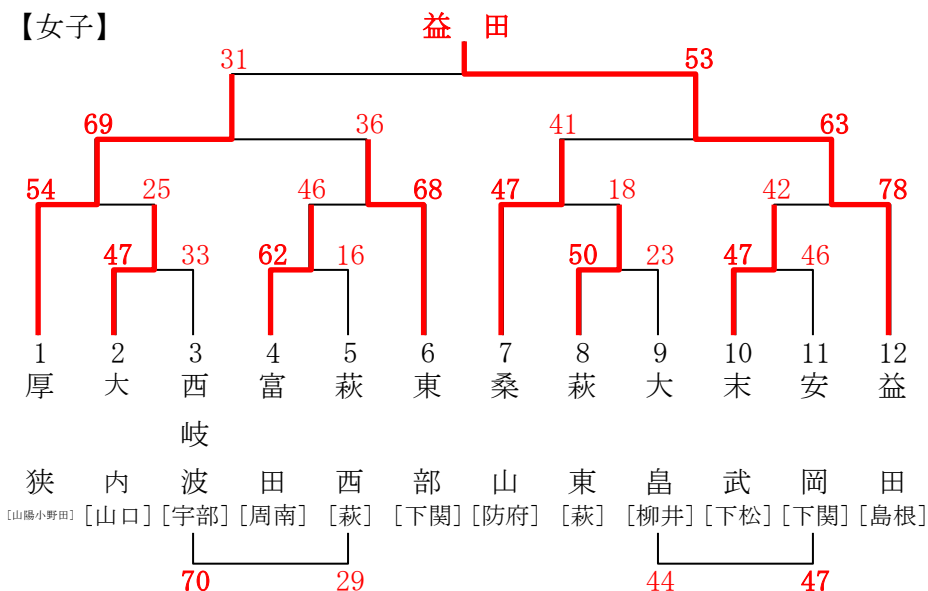 【女子】
益田
31 53
69 36 41 63
54 25 46 68 47 18 42 78
47 33 62 16 50 23 47 46
1 2 3 4 5 6 7 8 9 10 11 12
厚狭 大内 西岐波 富田 萩西 東部 桑山 萩東 大畠 末武 安岡 益田
[山陽小野田] [山口] [宇部] [周南] [萩] [下関] [防府] [萩] [柳井] [下松] [下関] [島根]
70 29 44 47